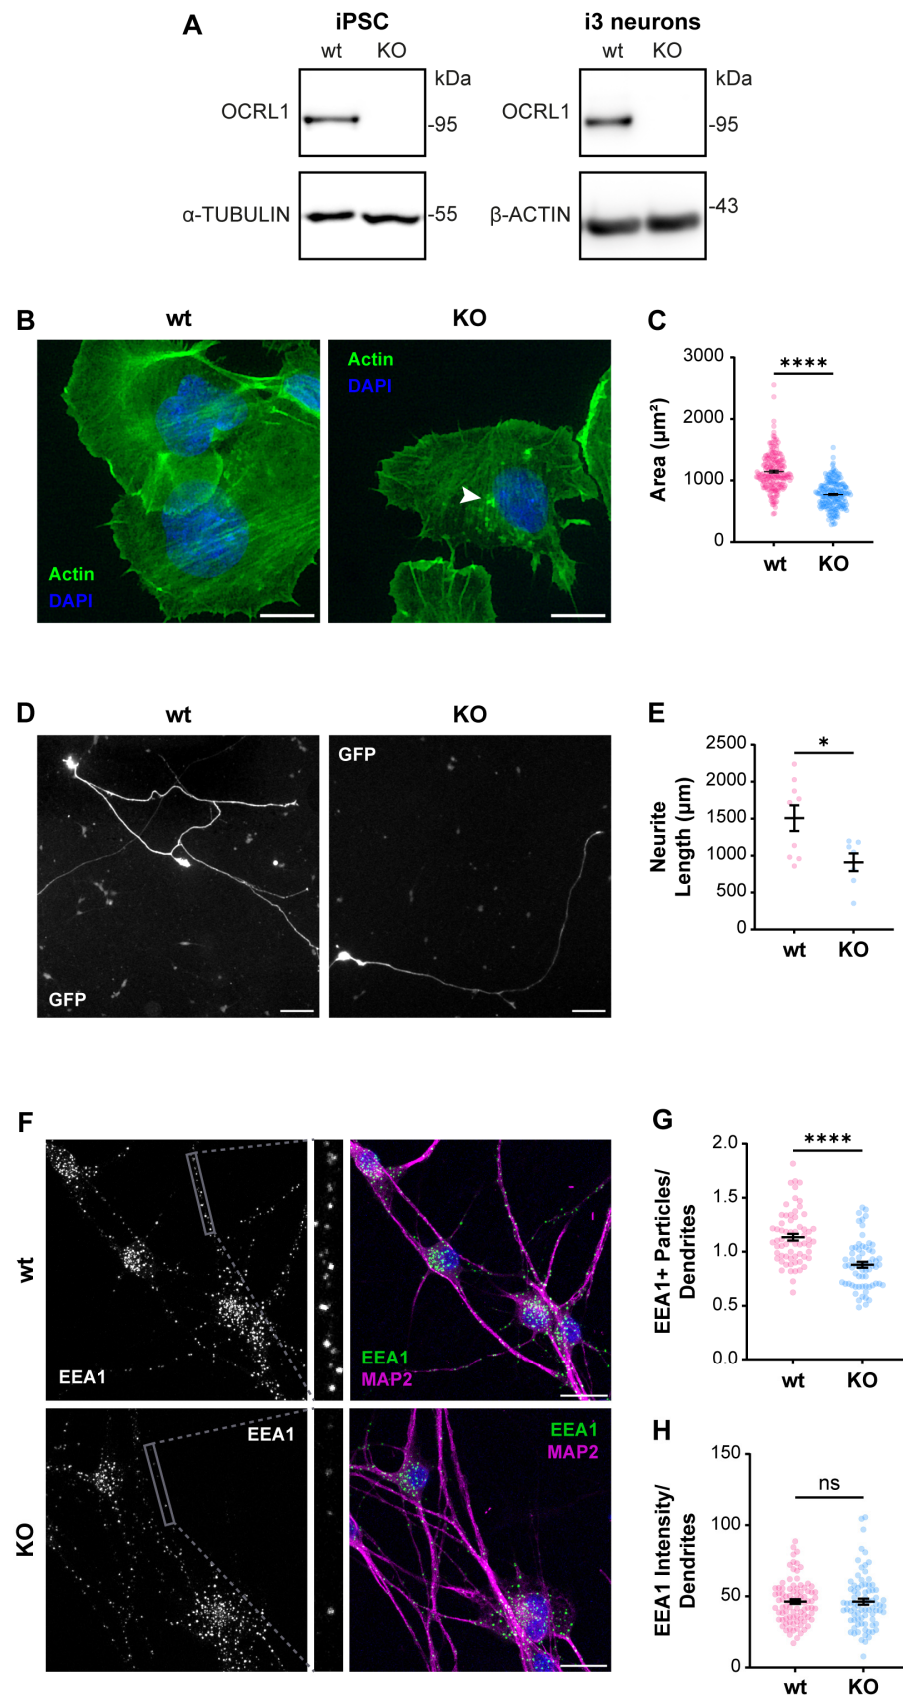 A
iPSC
i3 neurons
wt KO
wt KO
kDa
kDa
OCRL1
-95
OCRL1
-95
α-TUBULIN
-55
β-ACTIN
-43
B
wt
KO
C
Actin
DAPI
Actin
DAPI
3000
2000
1000
0
Area (µm²)
****
wt KO
D
wt
KO
E
GFP
GFP
2500
2000
1500
1000
500
0
Neurite
Length (µm)
*
wt KO
F
G
wt
EEA1
EEA1
MAP2
2.0
1.5
1.0
0.5
0.0
EEA1+ Particles/
Dendrites
****
wt KO
KO
EEA1
EEA1
MAP2
H
150
100
50
0
EEA1 Intensity/
Dendrites
ns
wt KO